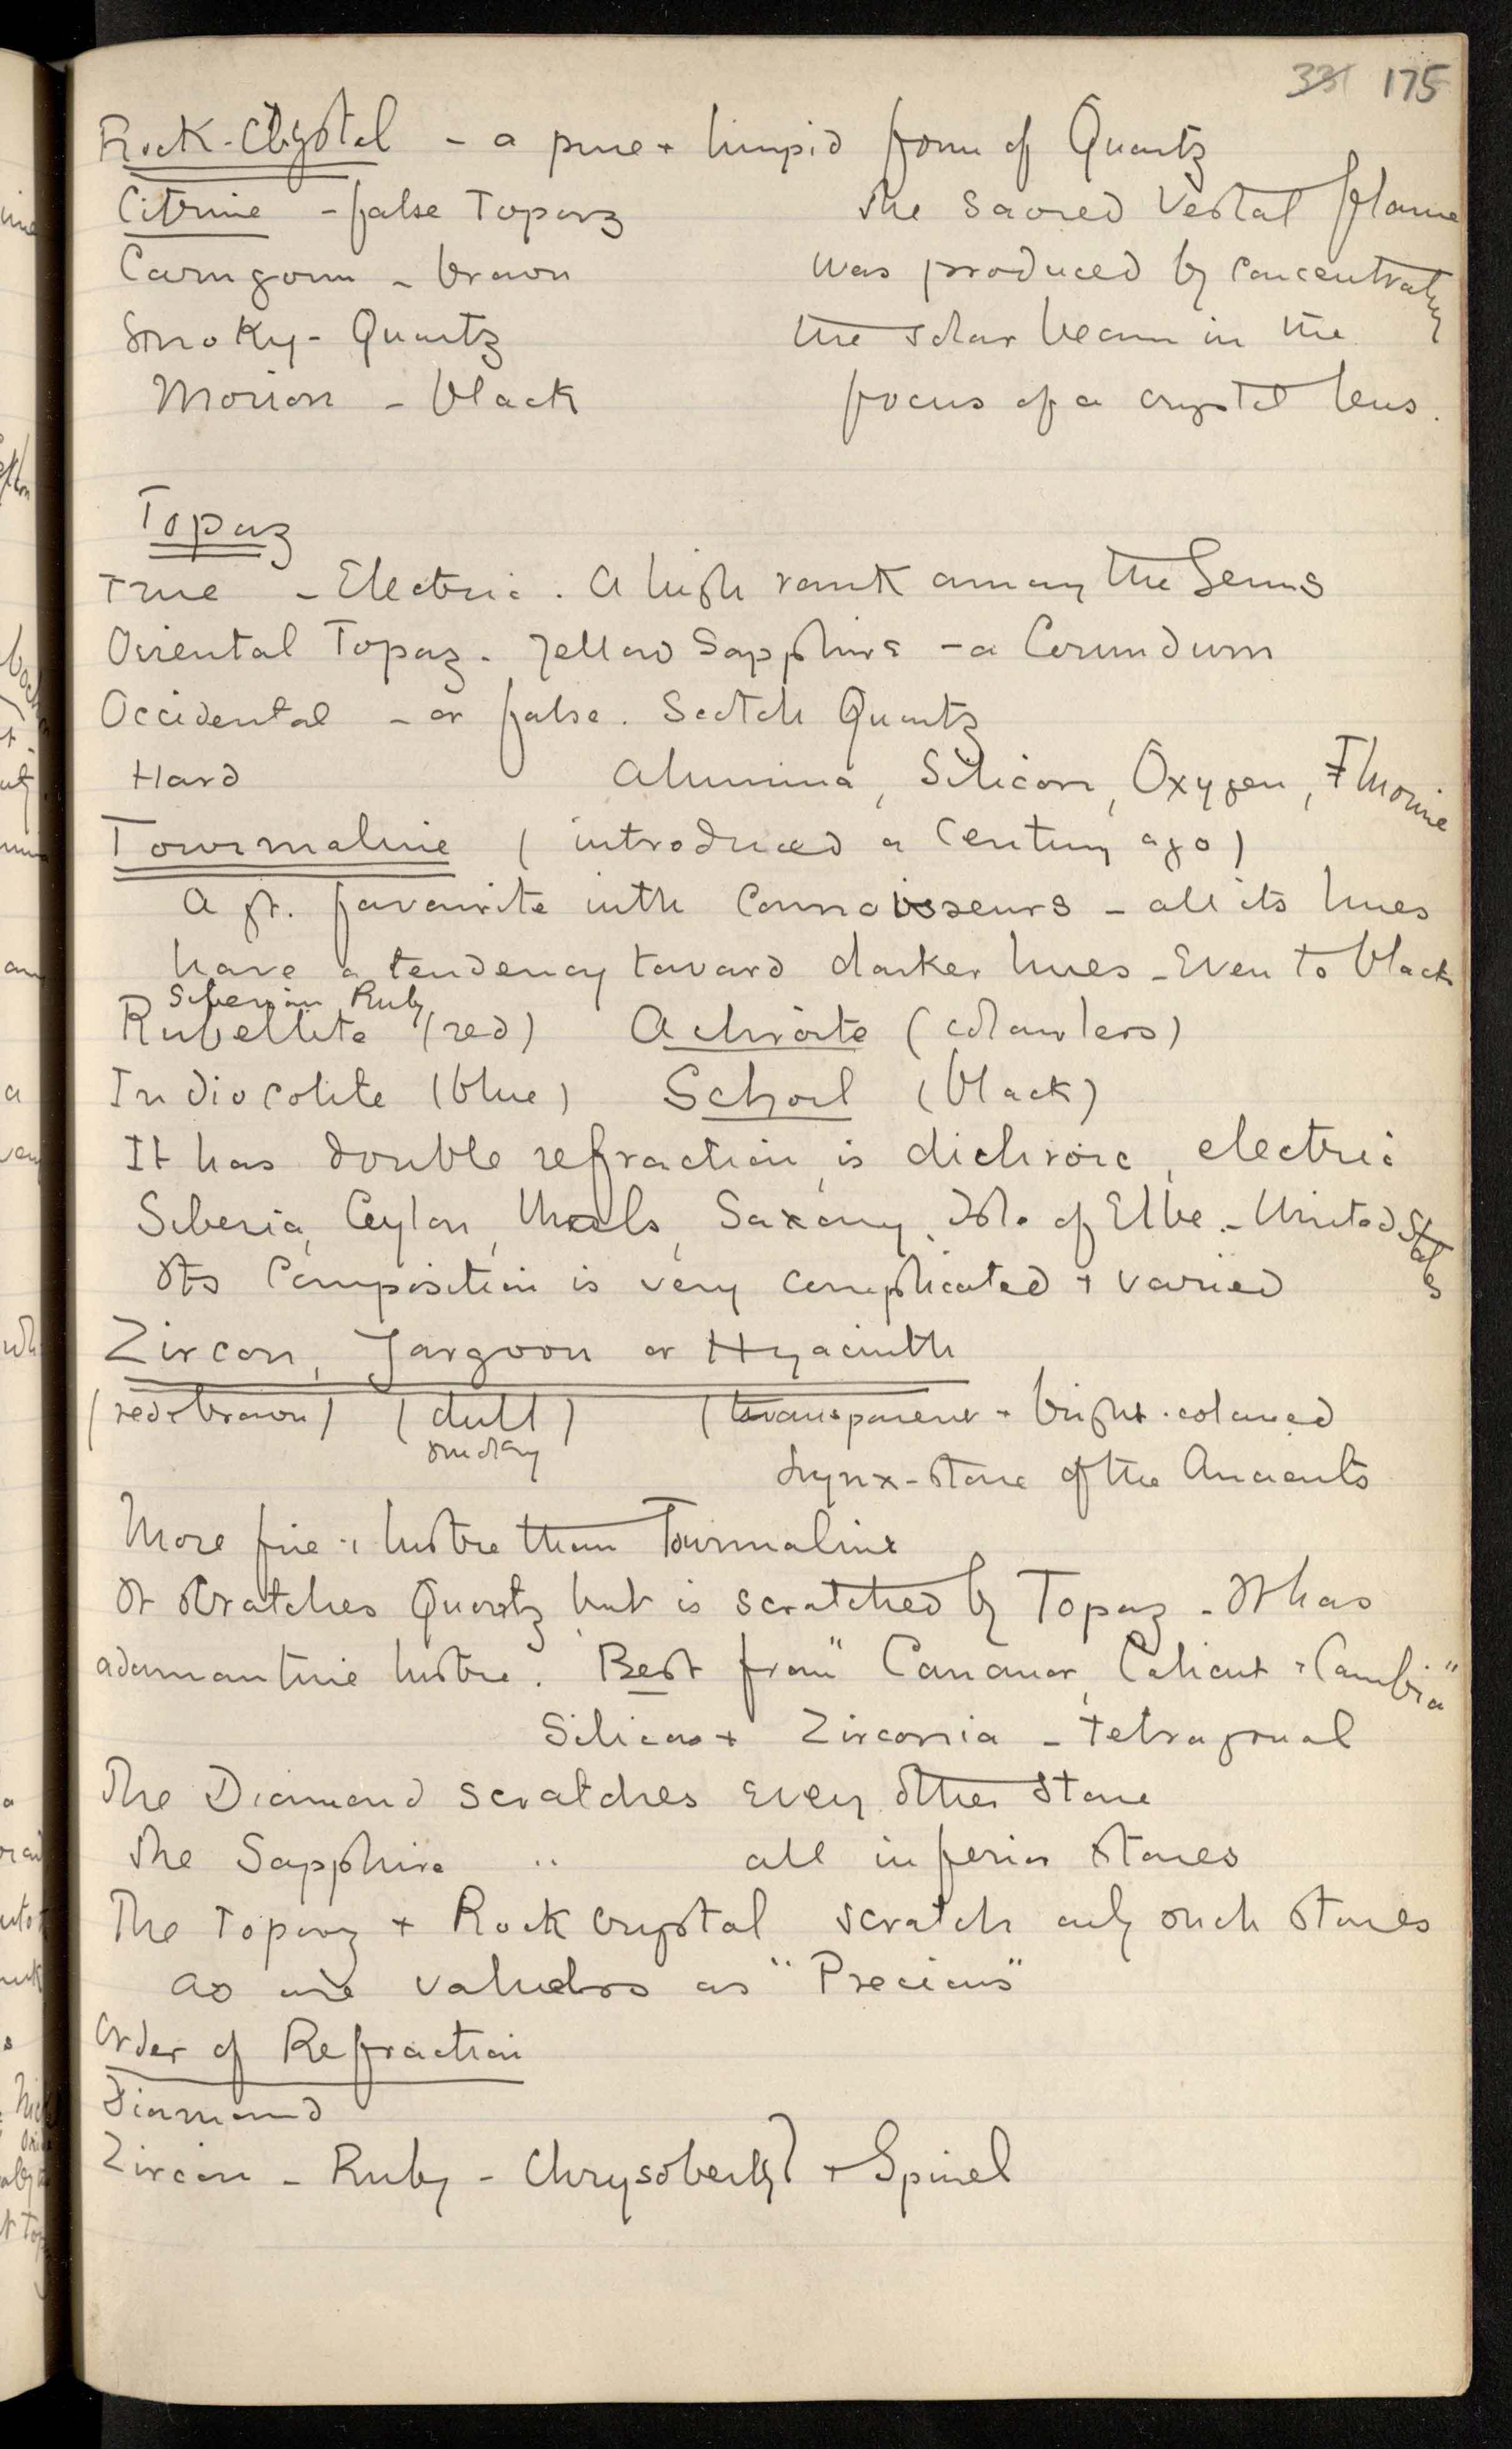 331 175
Rock-Crystal - a pure + limpid form of Quartz
Citrine - false Topaz
Cairngorm - brown
Smoky - Quartz
Morion - black
The Sacred Vestal flame
was produced by concentrating
the solar beam in the
focus of a crystal lens.
Topaz
True - Electric. A high rank among the Gems
Oriental Topaz. Yellow Sapphire - a Corundum
Occidental - or false. Scotch Quartz
Hard Alumina, Silicon, Oxygen, Fluorine
Tourmaline (introduced a Century ago)
A gt. favourite with Connoisseurs - all its hues
have a tendency toward darker hues - Even to black
Siberian Ruby
Rubellite (red) Achroite (colourless)
Indicolite (blue) Schorl (black)
It has double refraction, is dichroic, electric
Siberia, Ceylon, Urals, Saxony, Isle of Elbe - United States
Its Composition is very complicated + varied
Zircon, Jargoon or Hyacinth
(red + brown) (dull) (transparent + bright-coloured
smoky
Lynx-stone of the Ancients
More fire + lustre than Tourmaline
It scratches Quartz but is scratched by Topaz - It has
adamantine lustre. Best from "Cananor, Calicut + Cambia"
Silica + Zirconia - tetragonal
The Diamond scratches every other stone
The Sapphire " all inferior stones
The Topaz + Rock Crystal scratch only such stones
as are valueless as "Precious"
Order of Refraction
Diamond
Zircon - Ruby - Chrysoberyl + Spinel